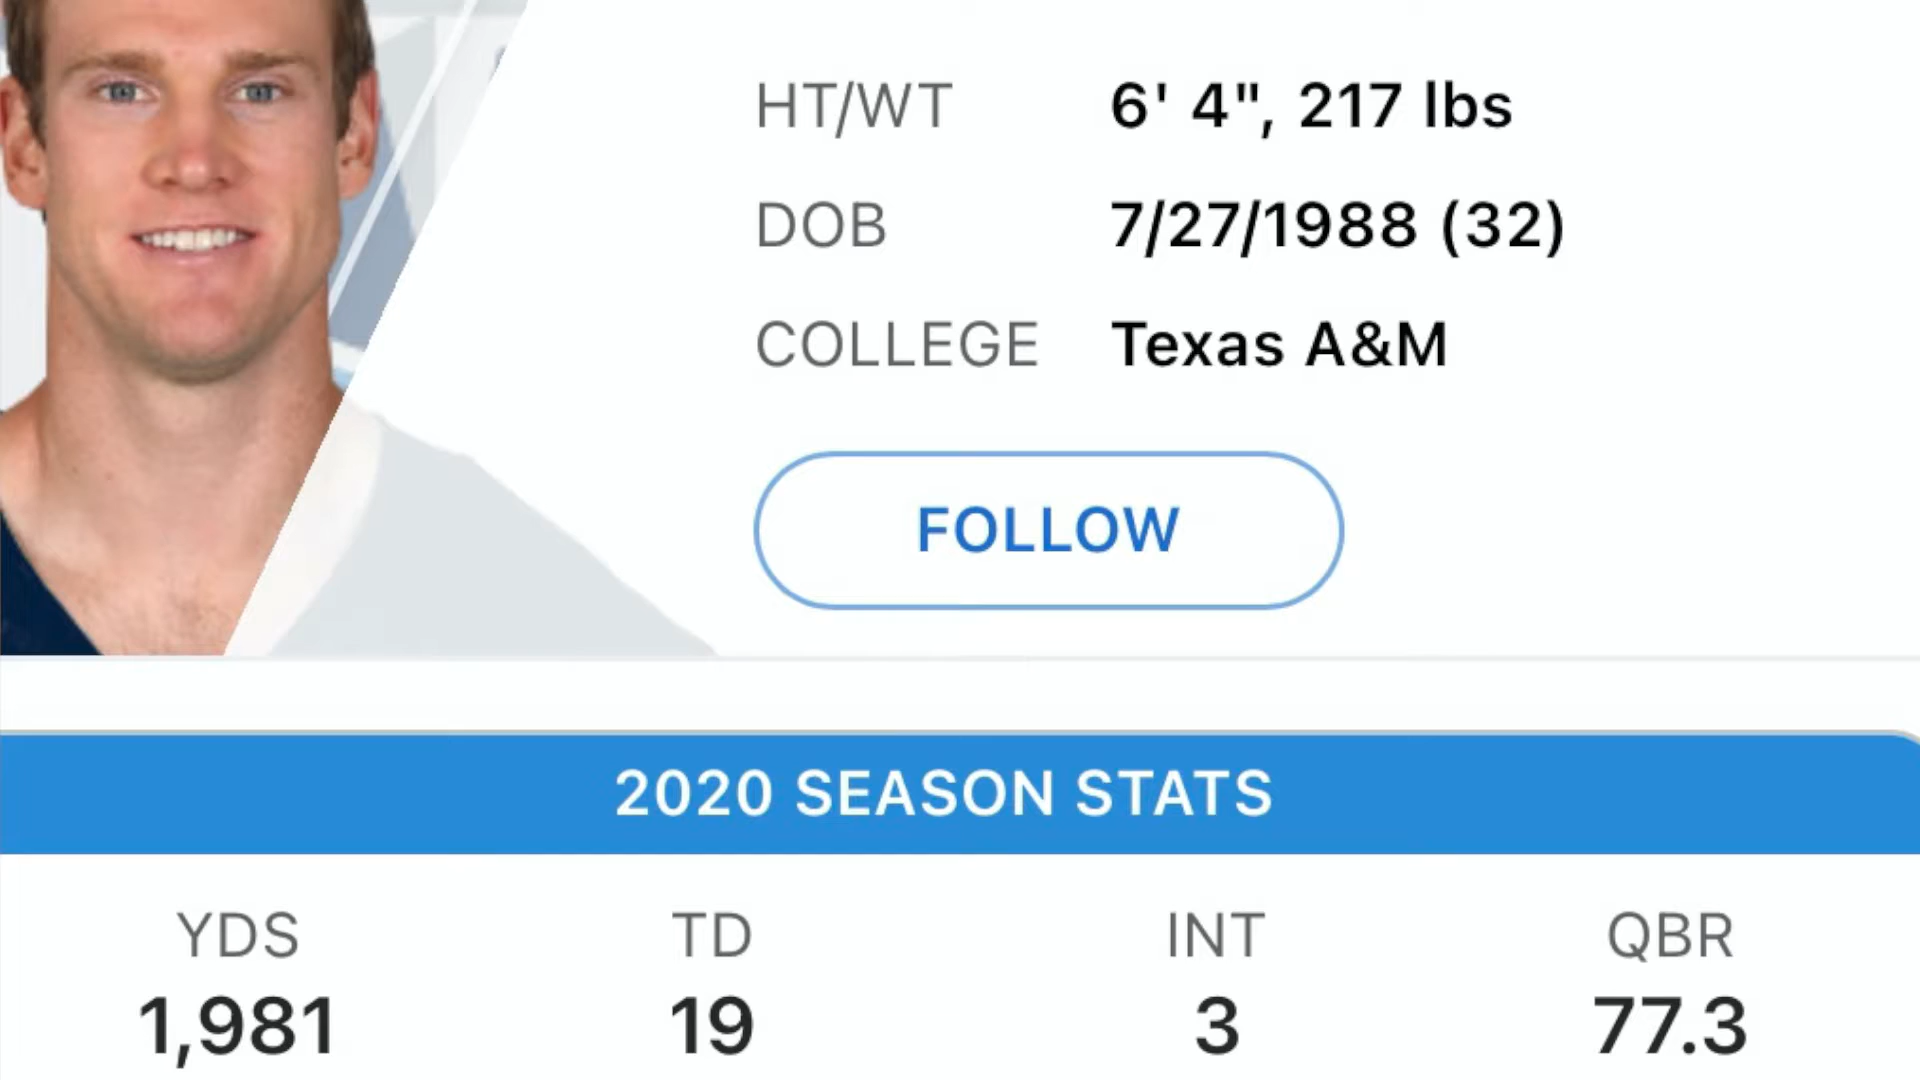 HT/WT 6' 4", 217 lbs
DOB 7/27/1988 (32)
COLLEGE Texas A&M
FOLLOW
2020 SEASON STATS
YDS TD INT QBR
1,981 19 3 77.3